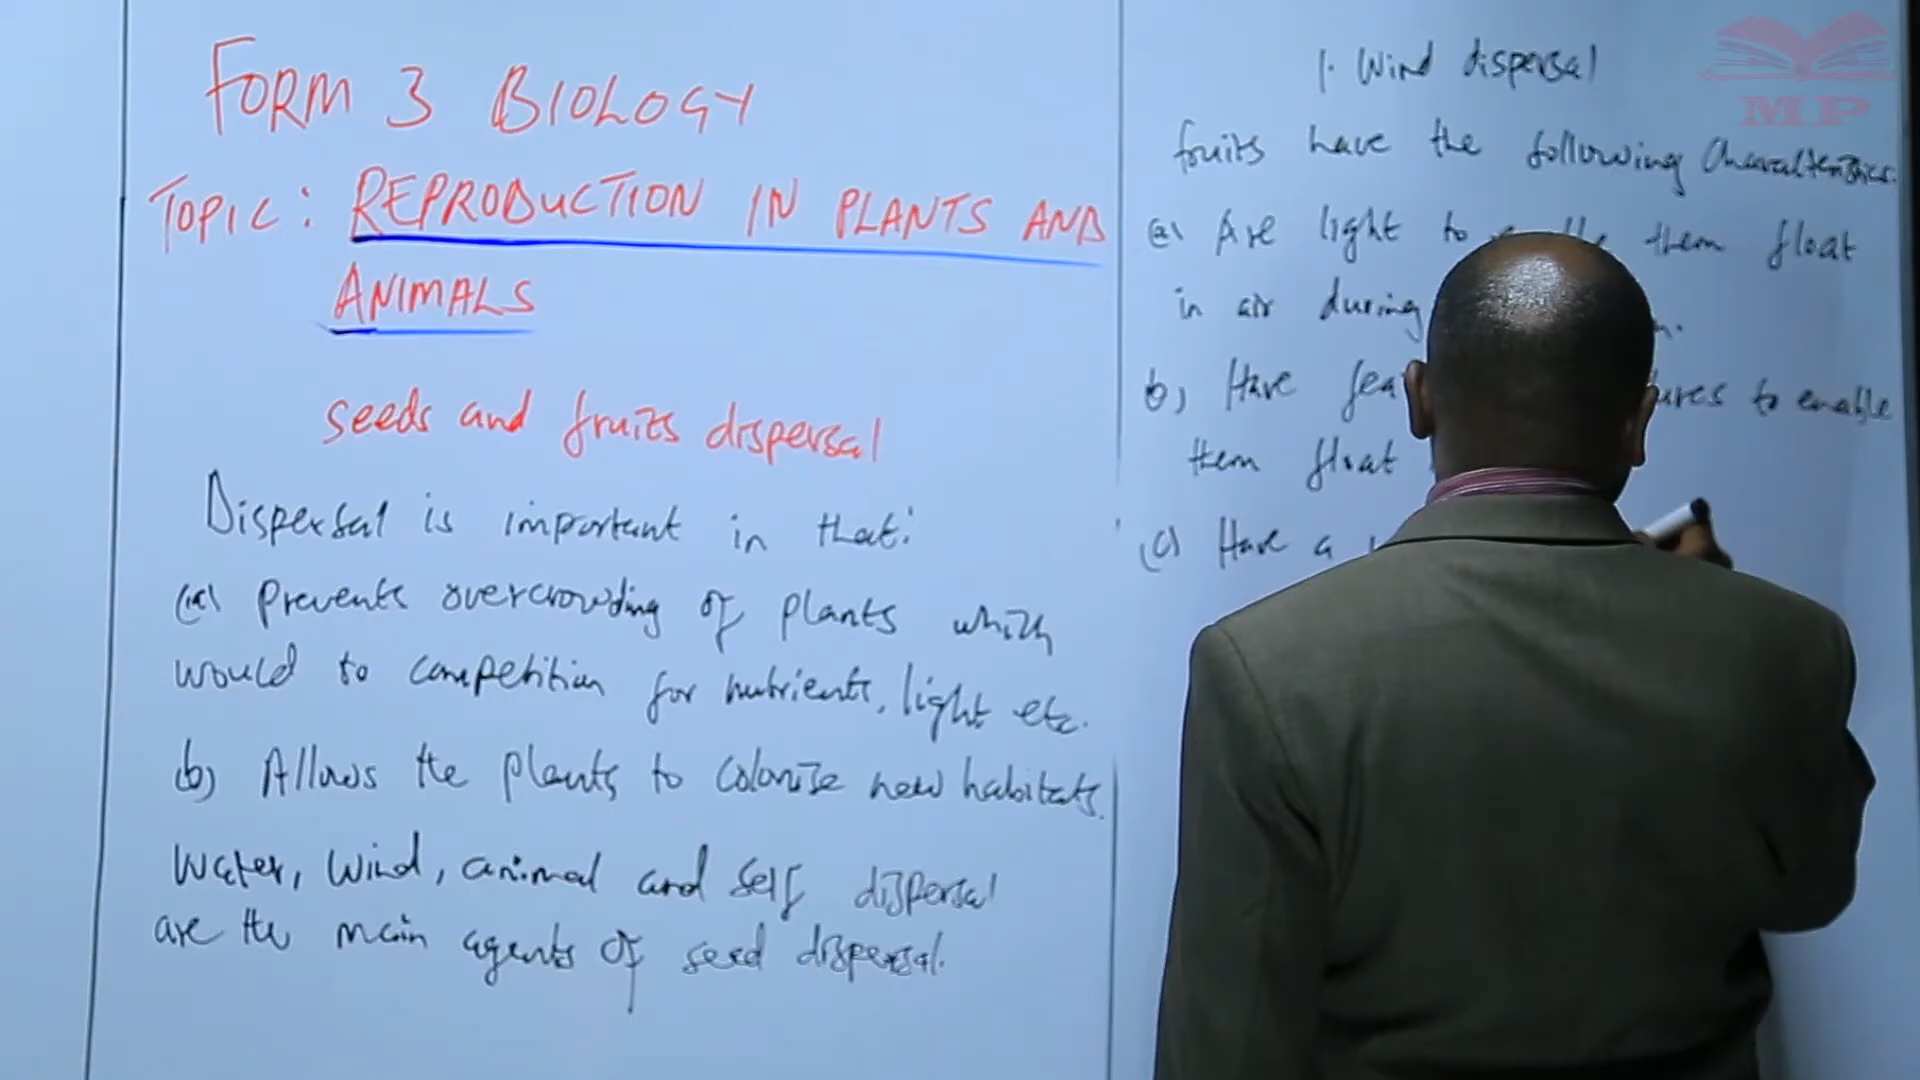 FORM 3 BIOLOGY
TOPIC: REPRODUCTION IN PLANTS AND
ANIMALS
seeds and fruits dispersal
Dispersal is important in that:
(a) Prevents overcrowding of plants which
would to competition for nutrients, light etc.
b) Allows the plants to colonize new habitats.
Water, wind, animal and self dispersal
are the main agents of seed dispersal.
1. Wind dispersal
fruits have the following characteristics.
(a) Are light to them float
in air during
b) Have to enable
them float
(c) Have a
MP